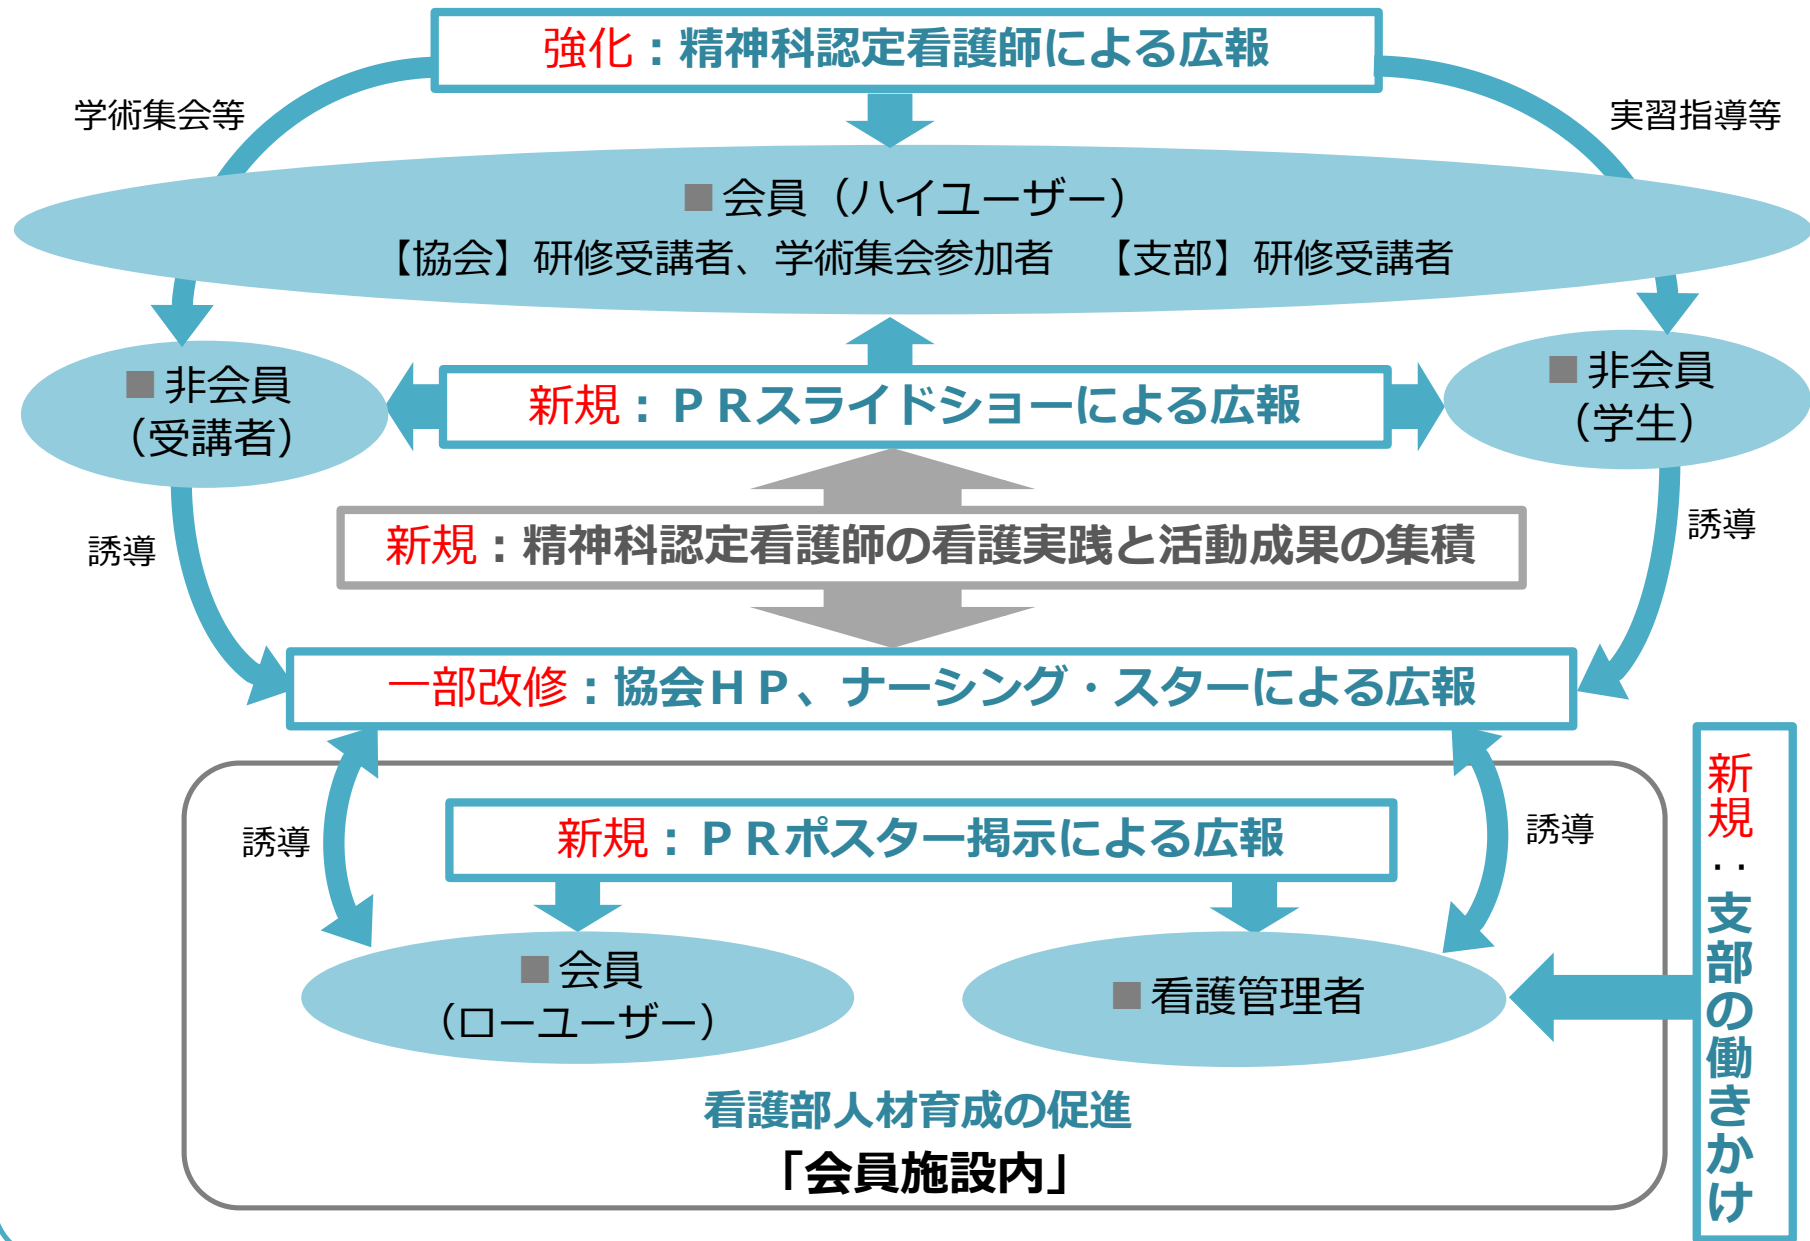 強化：精神科認定看護師による広報
学術集会等
実習指導等
■会員（ハイユーザー）
【協会】研修受講者、学術集会参加者　【支部】研修受講者
■非会員
（受講者）
新規：ＰＲスライドショーによる広報
■非会員
（学生）
新規：精神科認定看護師の看護実践と活動成果の集積
誘導
誘導
一部改修：協会ＨＰ、ナーシング・スターによる広報
新規：支部の働きかけ
新規：ＰＲポスター掲示による広報
誘導
誘導
■会員
（ローユーザー）
■看護管理者
看護部人材育成の促進
「会員施設内」